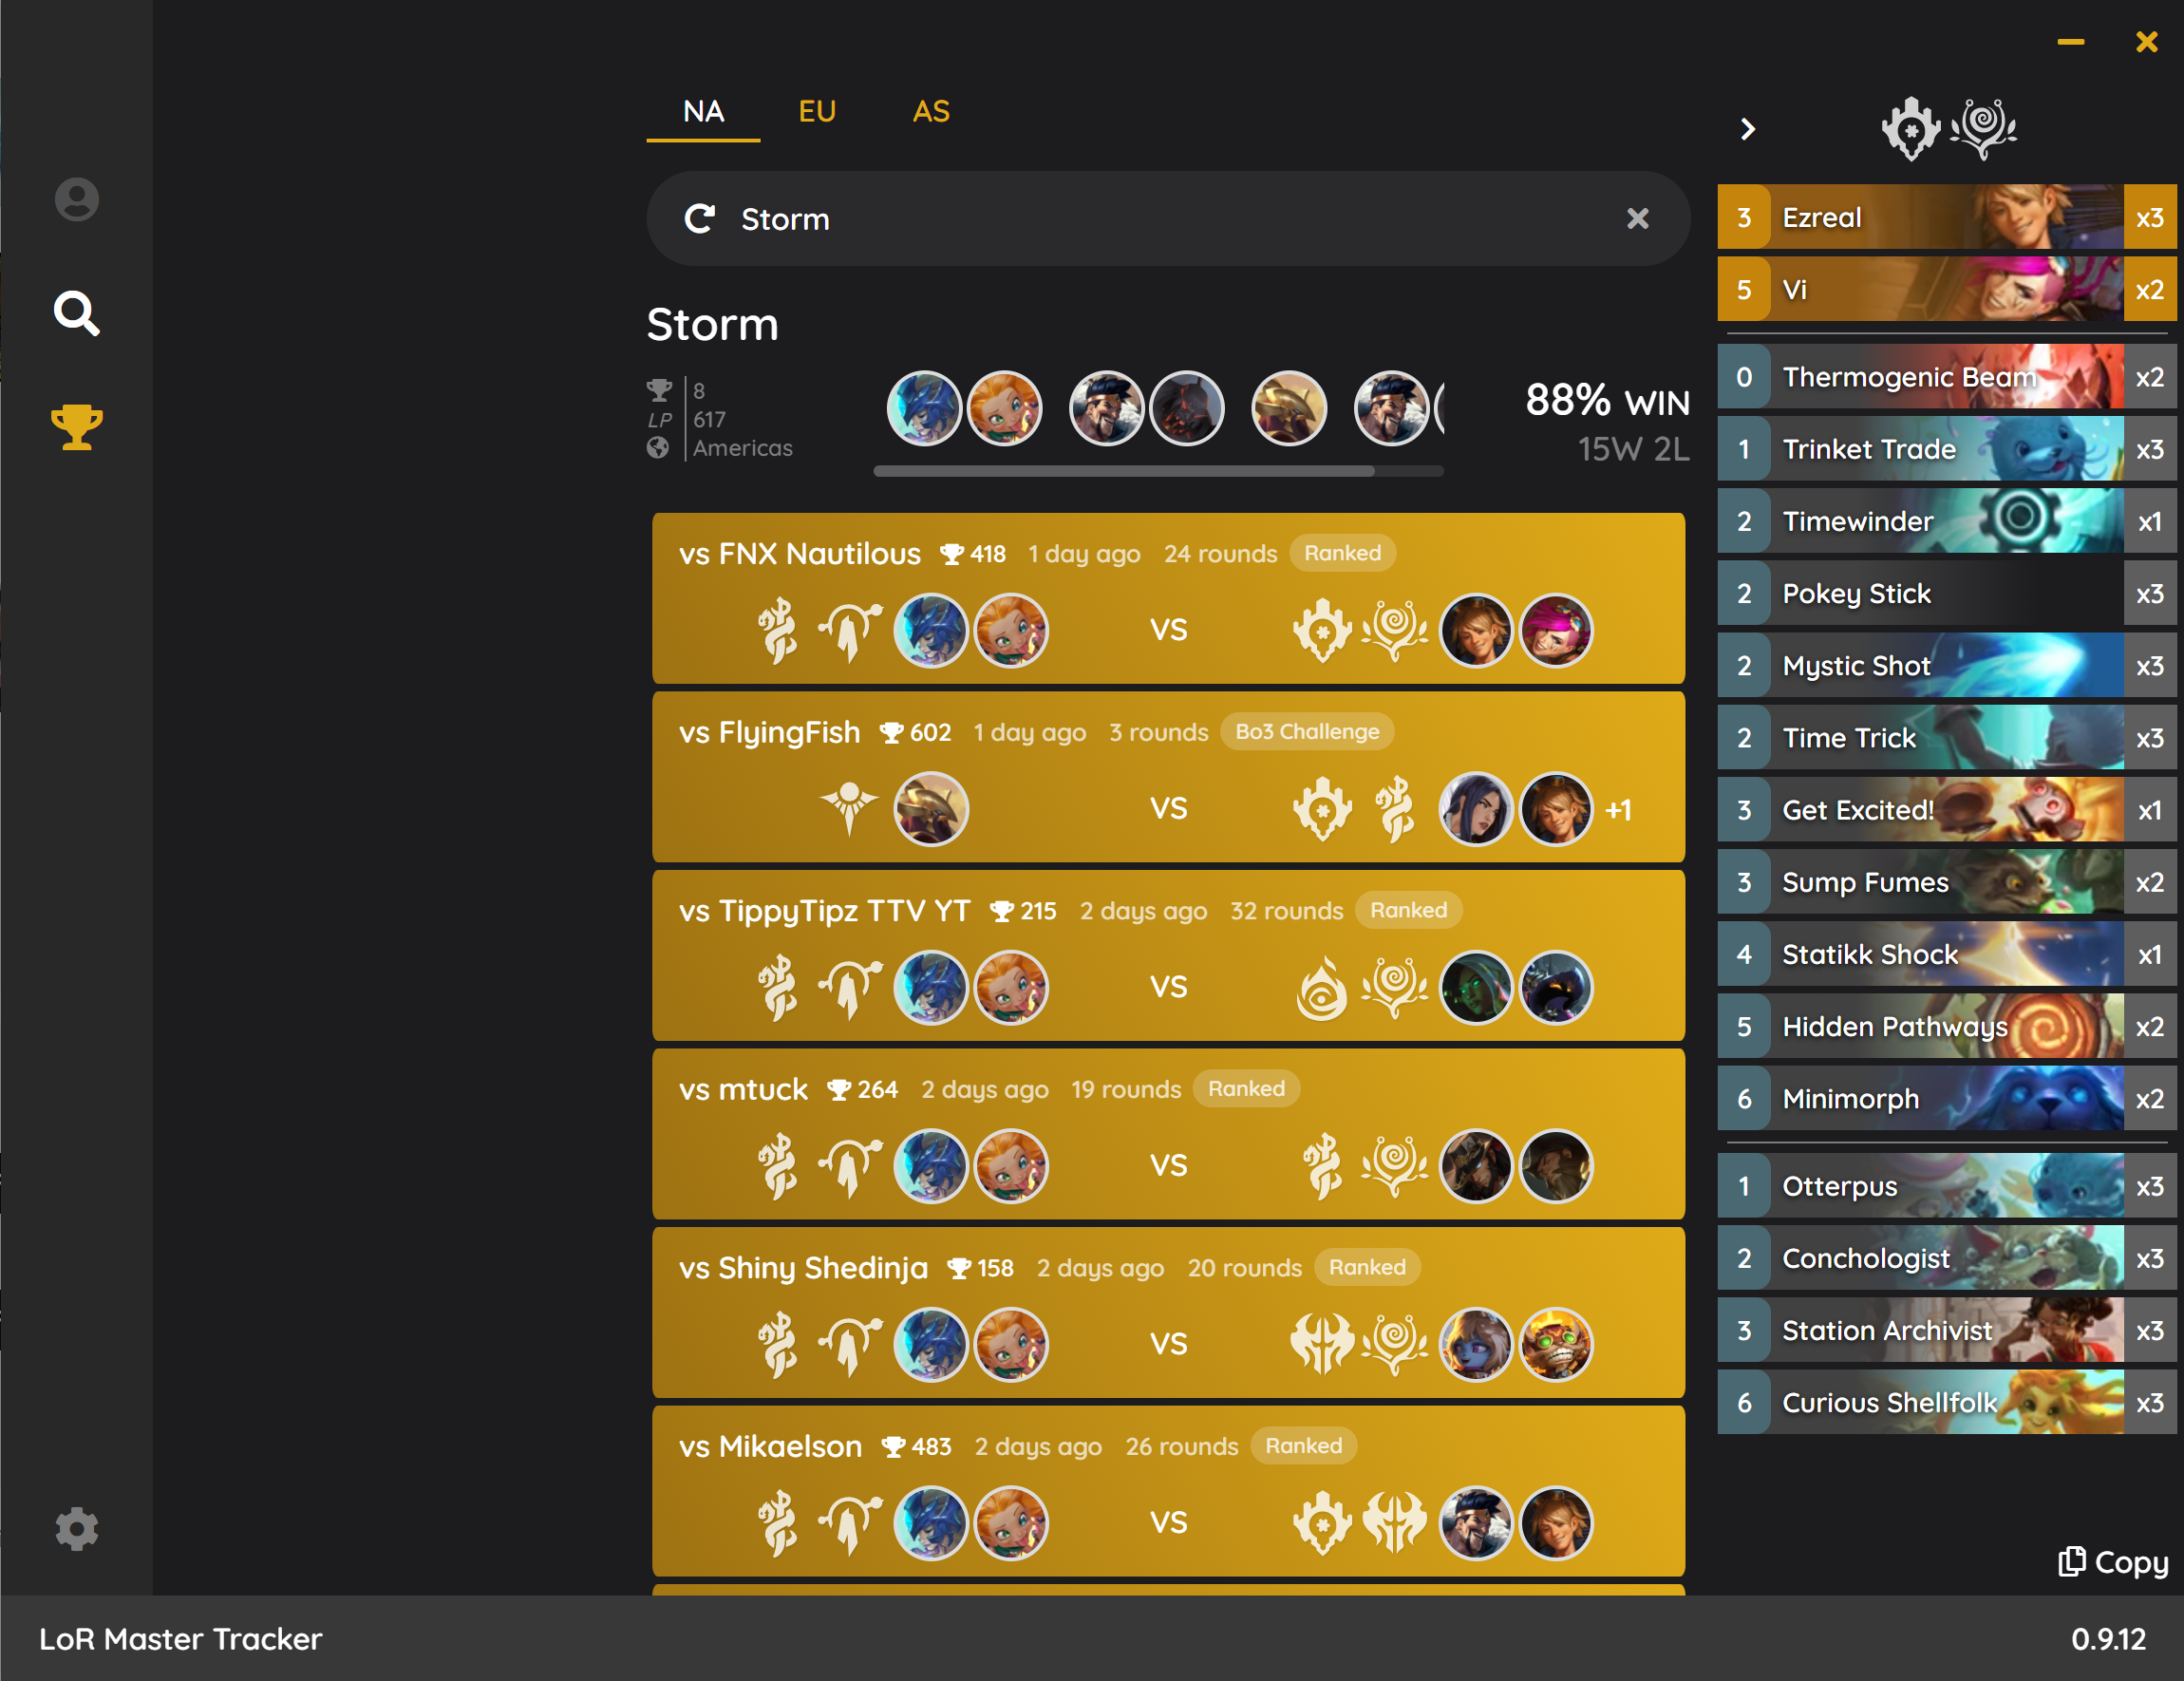 NA EU AS
Storm
Storm
8
LP 617
Americas
88% WIN
15W 2L
vs FNX Nautilous 418 1 day ago 24 rounds Ranked
VS
vs FlyingFish 602 1 day ago 3 rounds Bo3 Challenge
VS
+1
vs TippyTipz TTV YT 215 2 days ago 32 rounds Ranked
VS
vs mtuck 264 2 days ago 19 rounds Ranked
VS
vs Shiny Shedinja 158 2 days ago 20 rounds Ranked
VS
vs Mikaelson 483 2 days ago 26 rounds Ranked
VS
3 Ezreal x3
5 Vi x2
0 Thermogenic Beam x2
1 Trinket Trade x3
2 Timewinder x1
2 Pokey Stick x3
2 Mystic Shot x3
2 Time Trick x3
3 Get Excited! x1
3 Sump Fumes x2
4 Statikk Shock x1
5 Hidden Pathways x2
6 Minimorph x2
1 Otterpus x3
2 Conchologist x3
3 Station Archivist x3
6 Curious Shellfolk x3
Copy
LoR Master Tracker
0.9.12